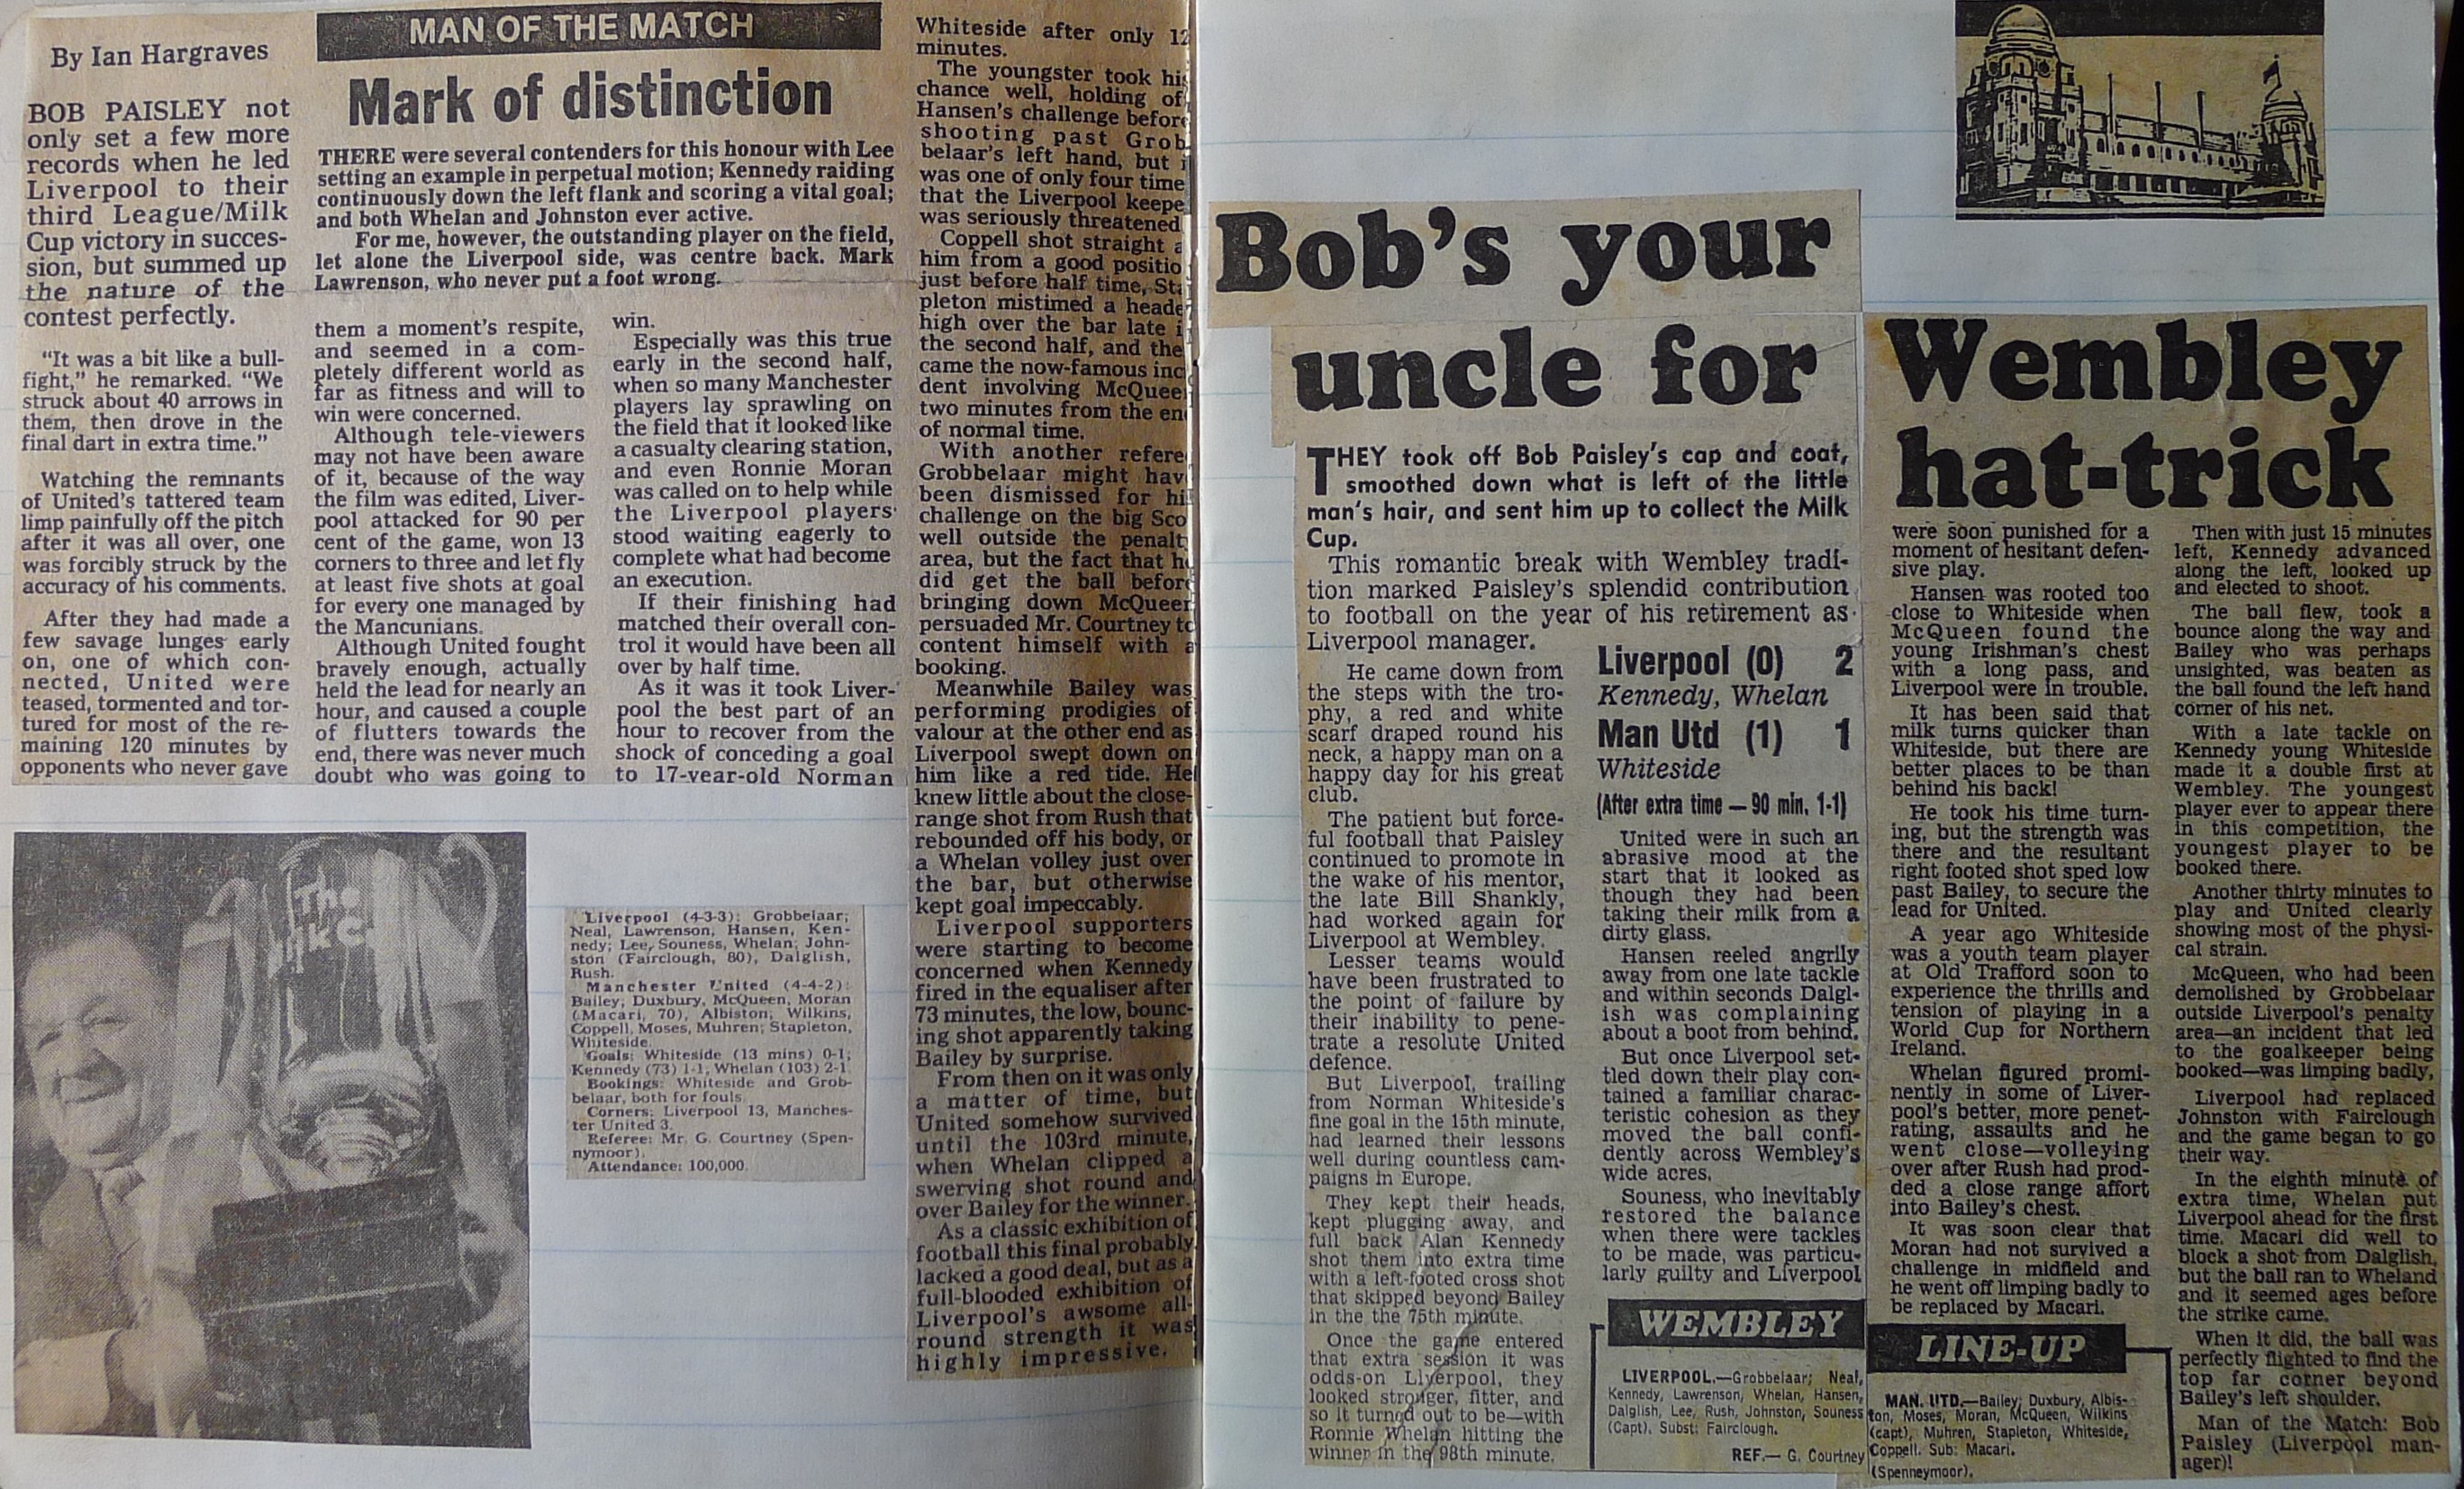 By Ian Hargraves
BOB PAISLEY not
only set a few more
records when he led
Liverpool to their
third League/Milk
Cup victory in succes-
sion, but summed up
the nature of the
contest perfectly.
"It was a bit like a bull-
fight," he remarked. "We
struck about 40 arrows in
them, then drove in the
final dart in extra time."
Watching the remnants
of United's tattered team
limp painfully off the pitch
after it was all over, one
was forcibly struck by the
accuracy of his comments.
After they had made a
few savage lunges early
on, one of which con-
nected, United were
teased, tormented and tor-
tured for most of the re-
maining 120 minutes by
opponents who never gave
MAN OF THE MATCH
Mark of distinction
THERE were several contenders for this honour with Lee
setting an example in perpetual motion; Kennedy raiding
continuously down the left flank and scoring a vital goal;
and both Whelan and Johnston ever active.
For me, however, the outstanding player on the field,
let alone the Liverpool side, was centre back. Mark
Lawrenson, who never put a foot wrong.
them a moment's respite,
and seemed in a com-
pletely different world as
far as fitness and will to
win were concerned.
Although tele-viewers
may not have been aware
of it, because of the way
the film was edited, Liver-
pool attacked for 90 per
cent of the game, won 13
corners to three and let fly
at least five shots at goal
for every one managed by
the Mancunians.
Although United fought
bravely enough, actually
held the lead for nearly an
hour, and caused a couple
of flutters towards the
end, there was never much
doubt who was going to
win.
Especially was this true
early in the second half,
when so many Manchester
players lay sprawling on
the field that it looked like
a casualty clearing station,
and even Ronnie Moran
was called on to help while
the Liverpool players
stood waiting eagerly to
complete what had become
an execution.
If their finishing had
matched their overall con-
trol it would have been all
over by half time.
As it was it took Liver-
pool the best part of an
hour to recover from the
shock of conceding a goal
to 17-year-old Norman
Whiteside after only 12
minutes.
The youngster took his
chance well, holding of
Hansen's challenge before
shooting past Grob
belaar's left hand, but i
was one of only four time
that the Liverpool keepe
was seriously threatened
Coppell shot straight a
him from a good positio
just before half time, Sta
pleton mistimed a heade
high over the bar late i
the second half, and the
came the now-famous inc
dent involving McQuee
two minutes from the en
of normal time.
With another refere
Grobbelaar might hav
been dismissed for hi
challenge on the big Sco
well outside the penalt
area, but the fact that h
did get the ball before
bringing down McQueen
persuaded Mr. Courtney to
content himself with a
booking.
Meanwhile Bailey was
performing prodigies of
valour at the other end as
Liverpool swept down on
him like a red tide. He
knew little about the close-
range shot from Rush that
rebounded off his body, or
a Whelan volley just over
the bar, but otherwise
kept goal impeccably.
Liverpool supporters
were starting to become
concerned when Kennedy
fired in the equaliser after
73 minutes, the low, bounc-
ing shot apparently taking
Bailey by surprise.
From then on it was only
a matter of time, but
United somehow survived
until the 103rd minute,
when Whelan clipped a
swerving shot round and
over Bailey for the winner.
As a classic exhibition of
football this final probably
lacked a good deal, but as a
full-blooded exhibition of
Liverpool's awsome all-
round strength it was
highly impressive.
The
Liverpool (4-3-3): Grobbelaar;
Neal, Lawrenson, Hansen, Ken-
nedy; Lee, Souness, Whelan; John-
ston (Fairclough, 80), Dalglish,
Rush.
Manchester United (4-4-2):
Bailey; Duxbury, McQueen, Moran
(Macari, 70), Albiston; Wilkins,
Coppell, Moses, Muhren; Stapleton,
Whiteside.
Goals: Whiteside (13 mins) 0-1;
Kennedy (73) 1-1; Whelan (103) 2-1.
Bookings: Whiteside and Grob-
belaar, both for fouls.
Corners: Liverpool 13, Manches-
ter United 3.
Referee: Mr. G. Courtney (Spen-
nymoor).
Attendance: 100,000.
Bob's your
uncle for
Wembley
hat-trick
THEY took off Bob Paisley's cap and coat,
smoothed down what is left of the little
man's hair, and sent him up to collect the Milk
Cup.
This romantic break with Wembley tradi-
tion marked Paisley's splendid contribution
to football on the year of his retirement as
Liverpool manager.
He came down from
the steps with the tro-
phy, a red and white
scarf draped round his
neck, a happy man on a
happy day for his great
club.
The patient but force-
ful football that Paisley
continued to promote in
the wake of his mentor,
the late Bill Shankly,
had worked again for
Liverpool at Wembley.
Lesser teams would
have been frustrated to
the point of failure by
their inability to pene-
trate a resolute United
defence.
But Liverpool, trailing
from Norman Whiteside's
fine goal in the 15th minute,
had learned their lessons
well during countless cam-
paigns in Europe.
They kept their heads,
kept plugging away, and
full back Alan Kennedy
shot them into extra time
with a left-footed cross shot
that skipped beyond Bailey
in the the 75th minute.
Once the game entered
that extra session it was
odds-on Liverpool, they
looked stronger, fitter, and
so it turned out to be—with
Ronnie Whelan hitting the
winner in the 98th minute.
Liverpool (0) 2
Kennedy, Whelan
Man Utd (1) 1
Whiteside
(After extra time — 90 min. 1-1)
United were in such an
abrasive mood at the
start that it looked as
though they had been
taking their milk from a
dirty glass.
Hansen reeled angrily
away from one late tackle
and within seconds Dalgl-
ish was complaining
about a boot from behind.
But once Liverpool set-
tled down their play con-
tained a familiar charac-
teristic cohesion as they
moved the ball confi-
dently across Wembley's
wide acres.
Souness, who inevitably
restored the balance
when there were tackles
to be made, was particu-
larly guilty and Liverpool
were soon punished for a
moment of hesitant defen-
sive play.
Hansen was rooted too
close to Whiteside when
McQueen found the
young Irishman's chest
with a long pass, and
Liverpool were in trouble.
It has been said that
milk turns quicker than
Whiteside, but there are
better places to be than
behind his back!
He took his time turn-
ing, but the strength was
there and the resultant
right footed shot sped low
past Bailey, to secure the
lead for United.
A year ago Whiteside
was a youth team player
at Old Trafford soon to
experience the thrills and
tension of playing in a
World Cup for Northern
Ireland.
Whelan figured promi-
nently in some of Liver-
pool's better, more penet-
rating, assaults and he
went close—volleying
over after Rush had prod-
ded a close range affort
into Bailey's chest.
It was soon clear that
Moran had not survived a
challenge in midfield and
he went off limping badly to
be replaced by Macari.
Then with just 15 minutes
left, Kennedy advanced
along the left, looked up
and elected to shoot.
The ball flew, took a
bounce along the way and
Bailey who was perhaps
unsighted, was beaten as
the ball found the left hand
corner of his net.
With a late tackle on
Kennedy young Whiteside
made it a double first at
Wembley. The youngest
player ever to appear there
in this competition, the
youngest player to be
booked there.
Another thirty minutes to
play and United clearly
showing most of the physi-
cal strain.
McQueen, who had been
demolished by Grobbelaar
outside Liverpool's penalty
area—an incident that led
to the goalkeeper being
booked—was limping badly,
Liverpool had replaced
Johnston with Fairclough
and the game began to go
their way.
In the eighth minute of
extra time, Whelan put
Liverpool ahead for the first
time. Macari did well to
block a shot from Dalglish,
but the ball ran to Wheland
and it seemed ages before
the strike came.
When it did, the ball was
perfectly flighted to find the
top far corner beyond
Bailey's left shoulder.
Man of the Match: Bob
Paisley (Liverpool man-
ager)!
WEMBLEY
LINE-UP
LIVERPOOL.—Grobbelaar; Neal,
Kennedy, Lawrenson, Whelan, Hansen,
Dalglish, Lee, Rush, Johnston, Souness
(Capt). Subst: Fairclough.
REF.— G. Courtney
MAN. UTD.—Bailey; Duxbury, Albis-
ton, Moses, Moran, McQueen, Wilkins
(capt), Muhren, Stapleton, Whiteside,
Coppell. Sub: Macari.
(Spenneymoor).